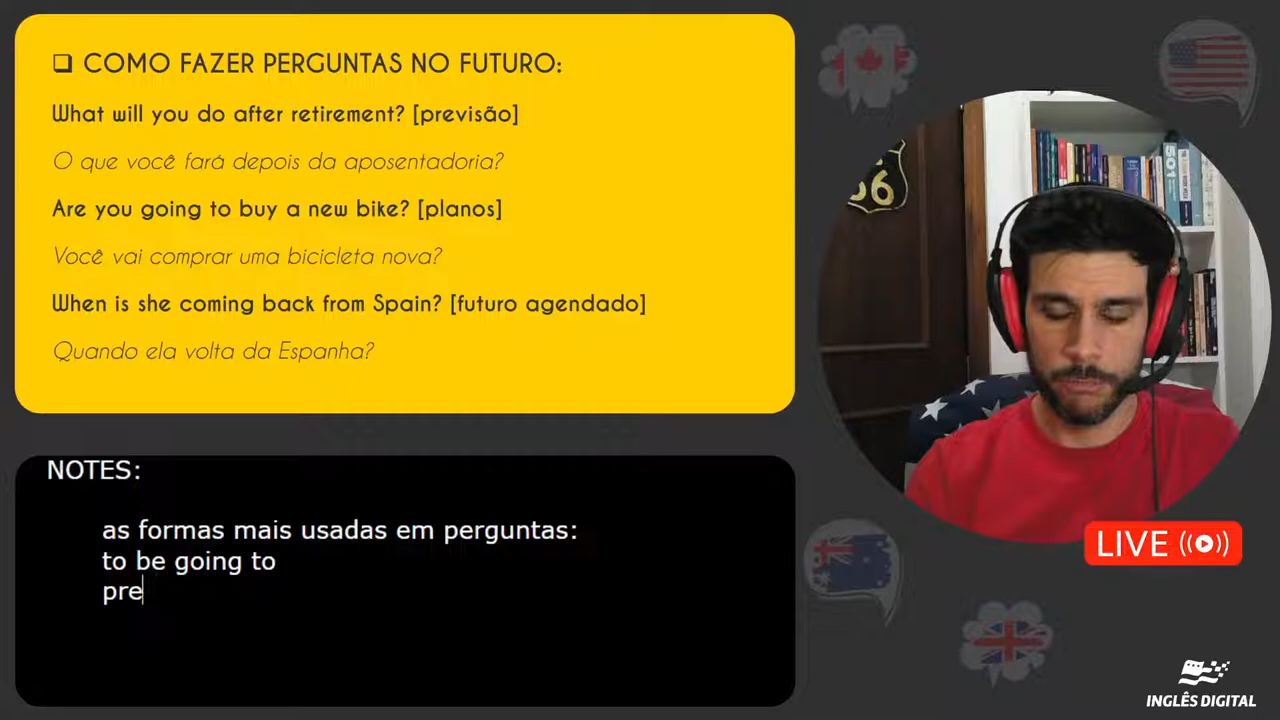 ❑ COMO FAZER PERGUNTAS NO FUTURO:
What will you do after retirement? [previsão]
O que você fará depois da aposentadoria?
Are you going to buy a new bike? [planos]
Você vai comprar uma bicicleta nova?
When is she coming back from Spain? [futuro agendado]
Quando ela volta da Espanha?
NOTES:
as formas mais usadas em perguntas:
to be going to
pre
66
501
LIVE
INGLÊS DIGITAL